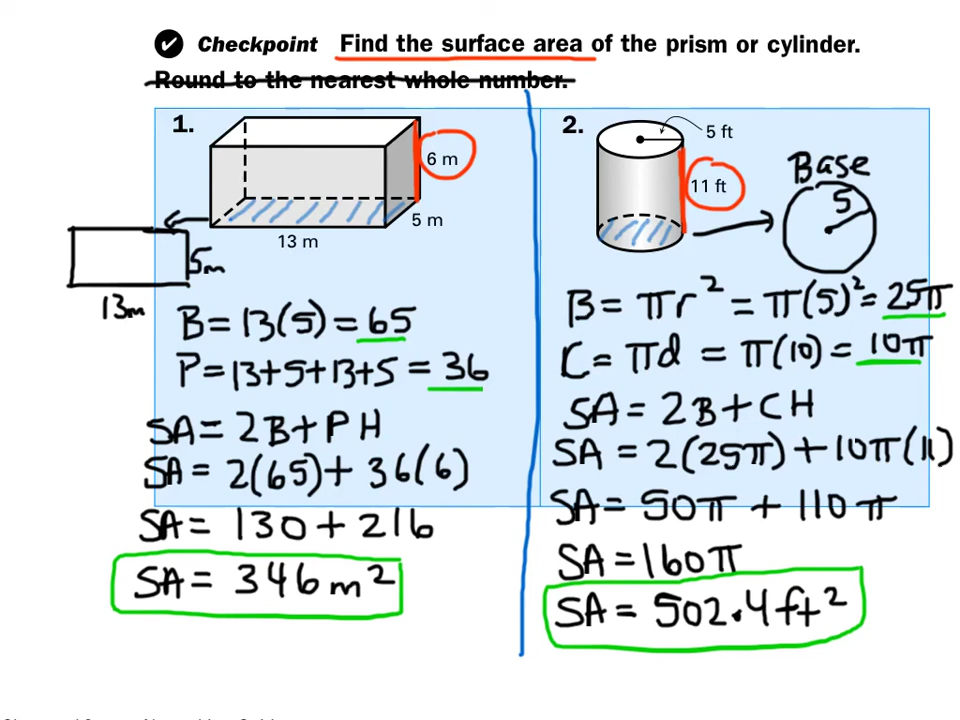 ✔ Checkpoint Find the surface area of the prism or cylinder.
Round to the nearest whole number.
1.
6 m
5 m
13 m
5m
13m
B = 13(5) = 65
P = 13+5+13+5 = 36
SA = 2B + PH
SA = 2(65) + 36(6)
SA = 130 + 216
SA = 346 m²
2.
5 ft
11 ft
Base
5
B = πr² = π(5)² = 25π
C = πd = π(10) = 10π
SA = 2B + CH
SA = 2(25π) + 10π(11)
SA = 50π + 110π
SA = 160π
SA = 502.4 ft²